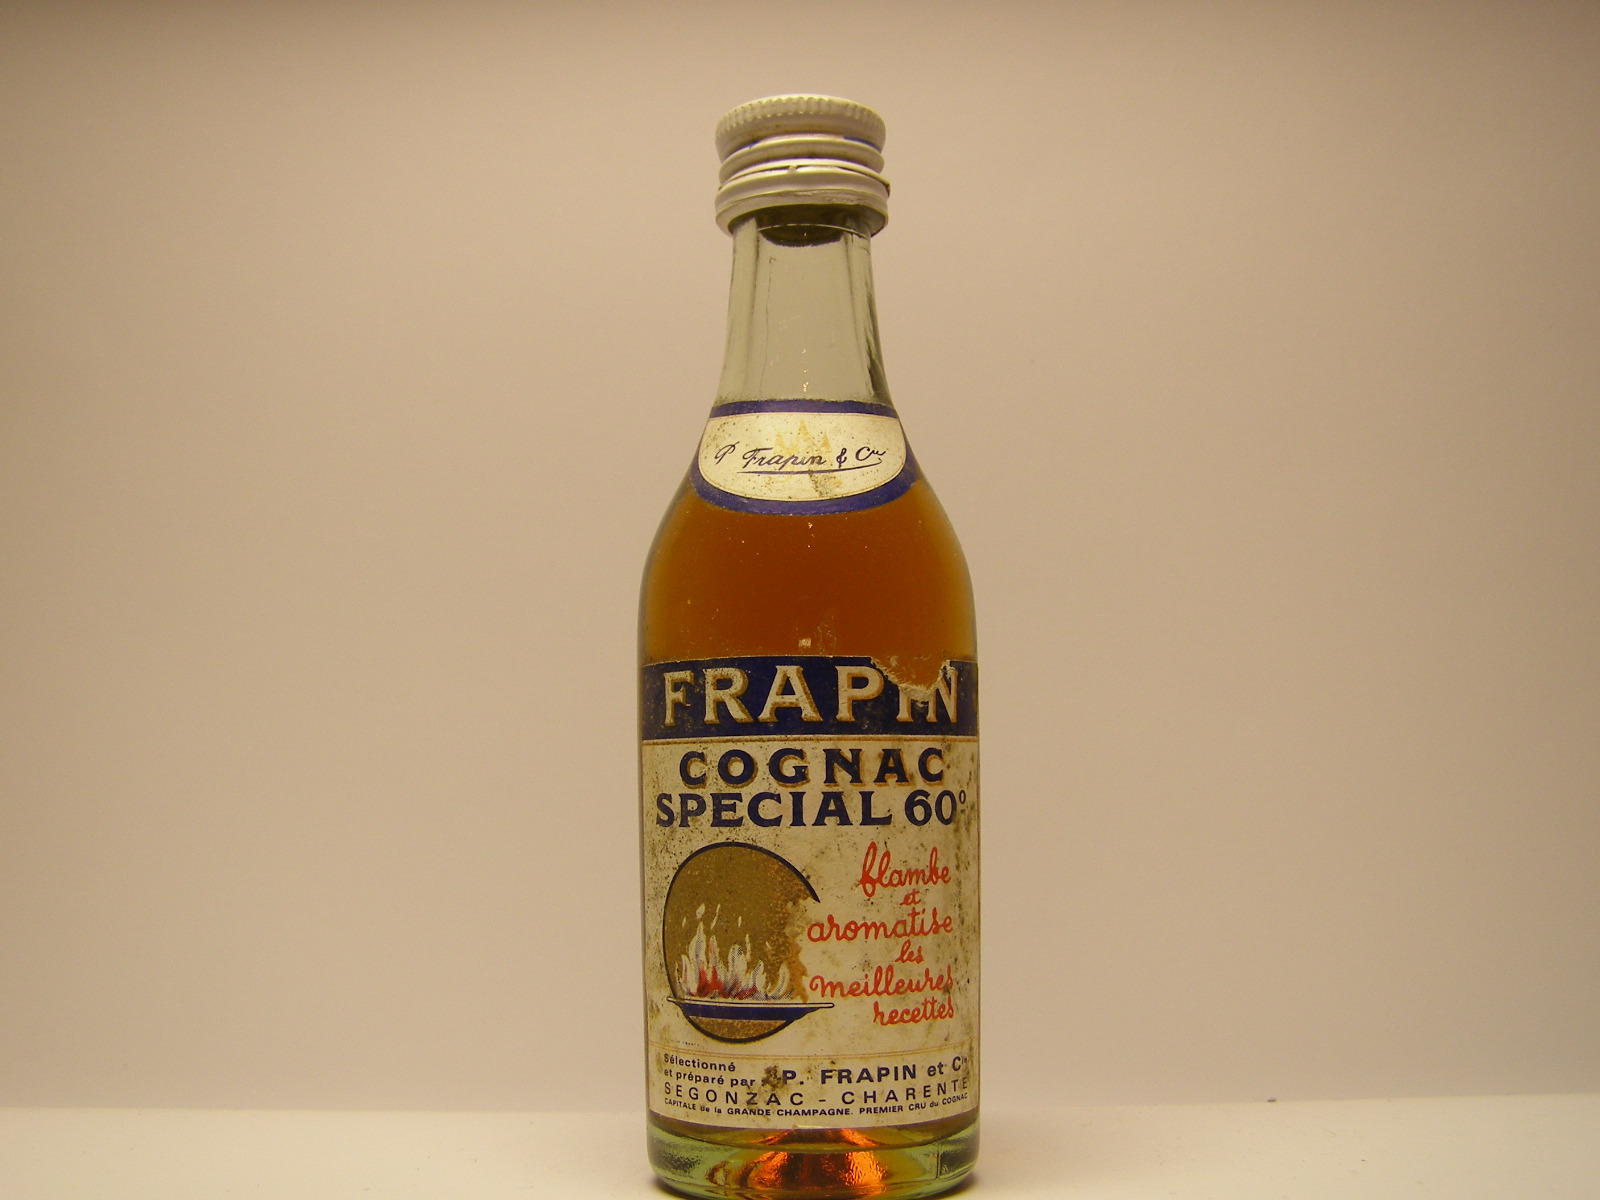 P Frapin & Cie
FRAPIN
COGNAC
SPECIAL 60°
flambe
et
aromatise
les
meilleures
recettes
Sélectionné
et préparé par P. FRAPIN et Cie
SEGONZAC - CHARENTE
CAPITALE de la GRANDE CHAMPAGNE. PREMIER CRU du COGNAC